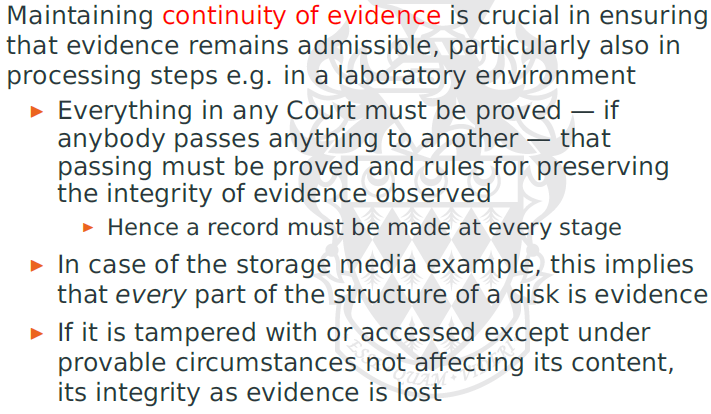 Maintaining continuity of evidence is crucial in ensuring
that evidence remains admissible, particularly also in
processing steps e.g. in a laboratory environment
Everything in any Court must be proved — if
anybody passes anything to another — that
passing must be proved and rules for preserving
the integrity of evidence observed
Hence a record must be made at every stage
In case of the storage media example, this implies
that every part of the structure of a disk is evidence
If it is tampered with or accessed except under
provable circumstances not affecting its content,
its integrity as evidence is lost